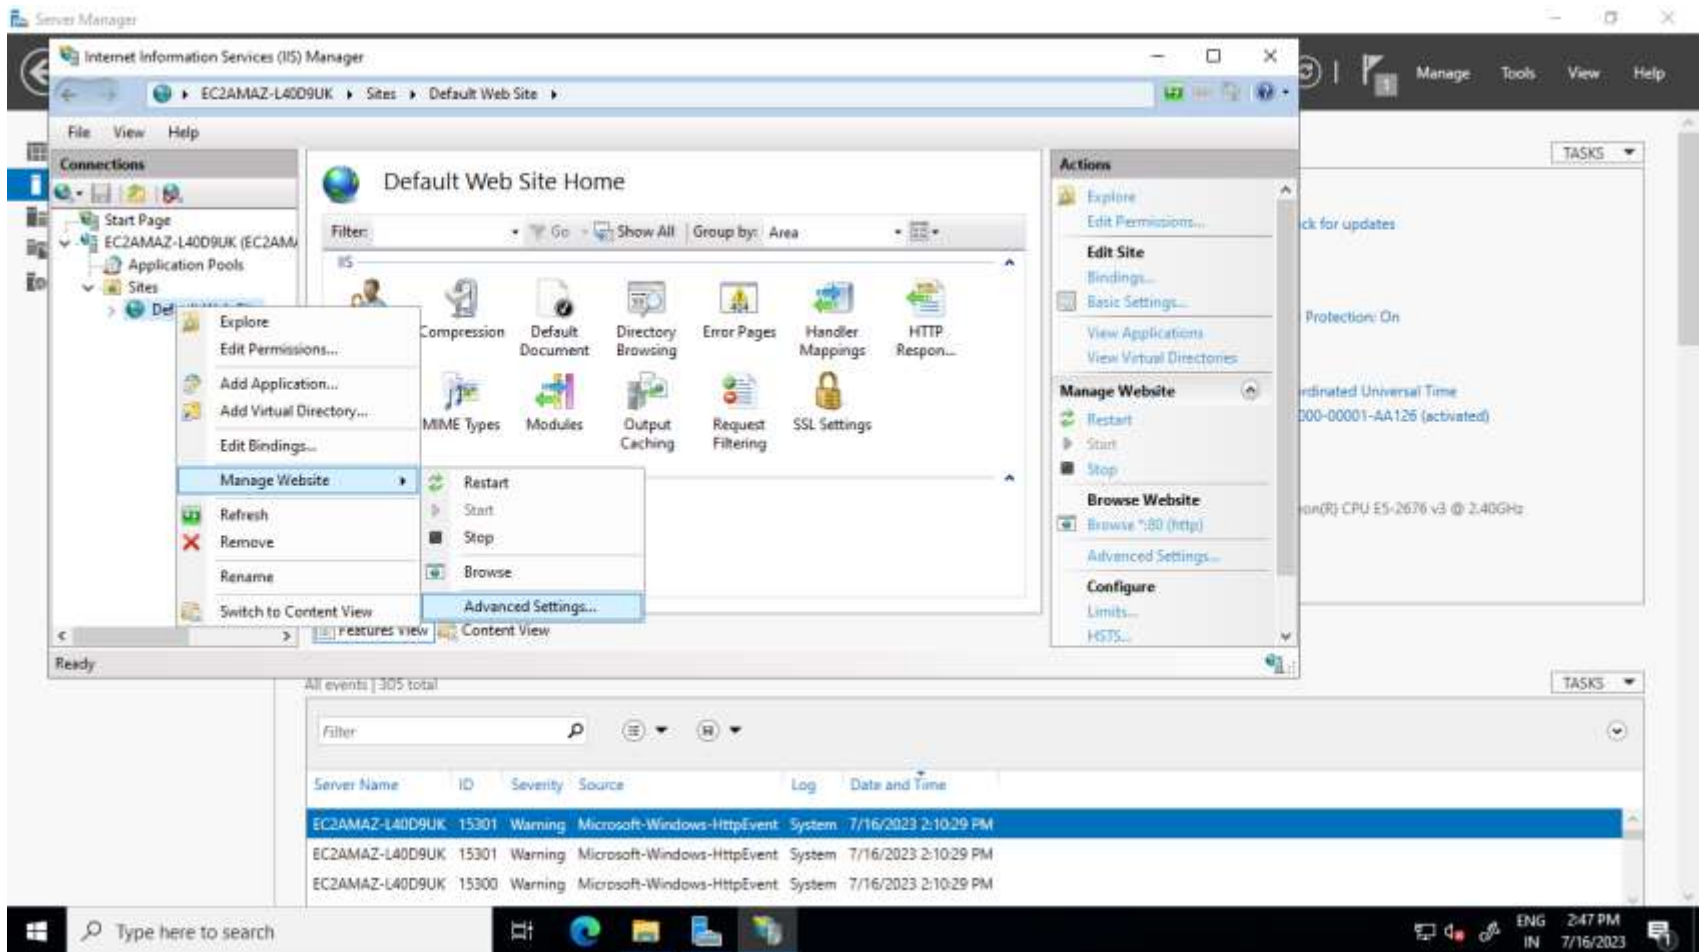 Server Manager
Internet Information Services (IIS) Manager
Manage Tools View Help
EC2AMAZ-L40D9UK Sites Default Web Site
File View Help
Connections
Start Page
EC2AMAZ-L40D9UK (EC2AMA
Application Pools
Sites
Explore
Edit Permissions...
Add Application...
Add Virtual Directory...
Edit Bindings...
Manage Website
Refresh
Remove
Rename
Switch to Content View
Restart
Start
Stop
Browse
Advanced Settings...
Default Web Site Home
Filter: Go Show All Group by: Area
IIS
Compression
Default Document
Directory Browsing
Error Pages
Handler Mappings
HTTP Respon...
MIME Types
Modules
Output Caching
Request Filtering
SSL Settings
Features View Content View
Ready
Actions
Explore
Edit Permissions...
Edit Site
Bindings...
Basic Settings...
View Applications
View Virtual Directories
Manage Website
Restart
Start
Stop
Browse Website
Browse *:80 (http)
Advanced Settings...
Configure
Limits...
HSTS...
TASKS
ck for updates
Protection: On
rdinated Universal Time
000-00001-AA126 (activated)
on(R) CPU E5-2676 v3 @ 2.40GHz
All events | 305 total
TASKS
Filter
Server Name ID Severity Source Log Date and Time
EC2AMAZ-L40D9UK 15301 Warning Microsoft-Windows-HttpEvent System 7/16/2023 2:10:29 PM
EC2AMAZ-L40D9UK 15301 Warning Microsoft-Windows-HttpEvent System 7/16/2023 2:10:29 PM
EC2AMAZ-L40D9UK 15300 Warning Microsoft-Windows-HttpEvent System 7/16/2023 2:10:29 PM
Type here to search
ENG
IN
2:47 PM
7/16/2023